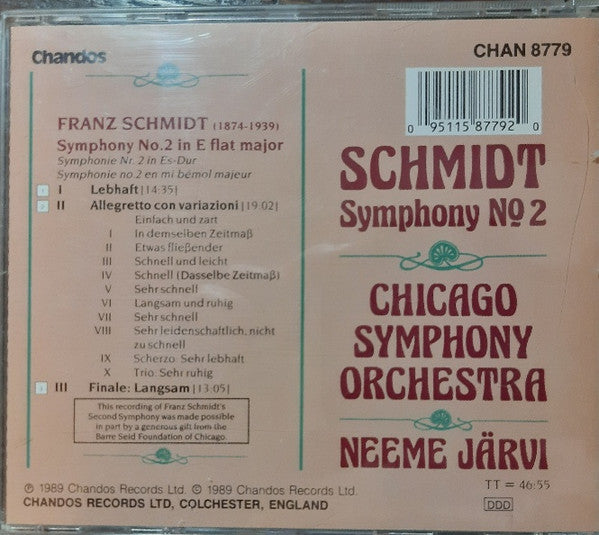 Chandos
CHAN 8779
0 95115 87792 0
FRANZ SCHMIDT (1874-1939)
Symphony No.2 in E flat major
Symphonie Nr. 2 in Es-Dur
Symphonie no 2 en mi bémol majeur
1 I Lebhaft [14:35]
2 II Allegretto con variazioni [19:02]
Einfach und zart
I In demselben Zeitmaß
II Etwas fließender
III Schnell und leicht
IV Schnell (Dasselbe Zeitmaß)
V Sehr schnell
VI Langsam und ruhig
VII Sehr schnell
VIII Sehr leidenschaftlich, nicht
zu schnell
IX Scherzo: Sehr lebhaft
X Trio: Sehr ruhig
3 III Finale: Langsam [13:05]
This recording of Franz Schmidt's
Second Symphony was made possible
in part by a generous gift from the
Barre Seid Foundation of Chicago.
℗ 1989 Chandos Records Ltd. © 1989 Chandos Records Ltd.
CHANDOS RECORDS LTD, COLCHESTER, ENGLAND
SCHMIDT
Symphony No 2
CHICAGO
SYMPHONY
ORCHESTRA
NEEME JÄRVI
TT = 46:55
DDD